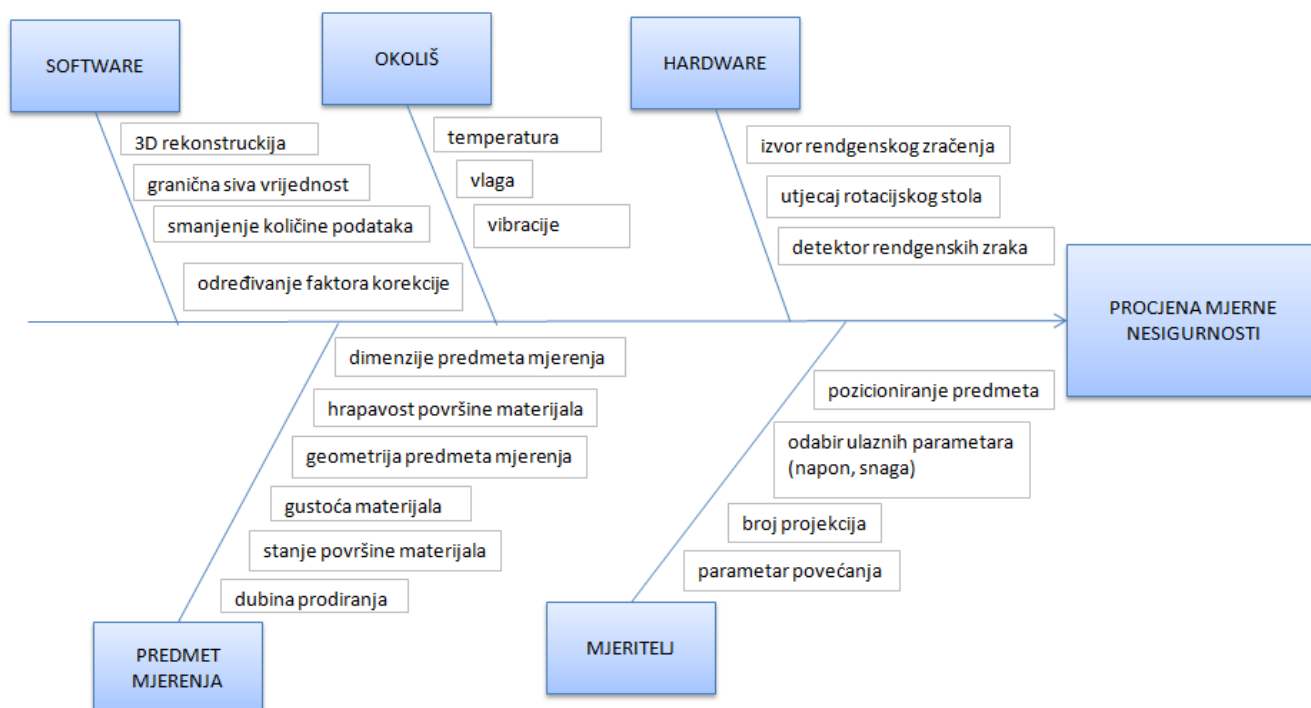 SOFTWARE
OKOLIŠ
HARDWARE
3D rekonstruckija
granična siva vrijednost
smanjenje količine podataka
određivanje faktora korekcije
temperatura
vlaga
vibracije
izvor rendgenskog zračenja
utjecaj rotacijskog stola
detektor rendgenskih zraka
PROCJENA MJERNE
NESIGURNOSTI
dimenzije predmeta mjerenja
hrapavost površine materijala
geometrija predmeta mjerenja
gustoća materijala
stanje površine materijala
dubina prodiranja
pozicioniranje predmeta
odabir ulaznih parametara
(napon, snaga)
broj projekcija
parametar povećanja
PREDMET
MJERENJA
MJERITELJ